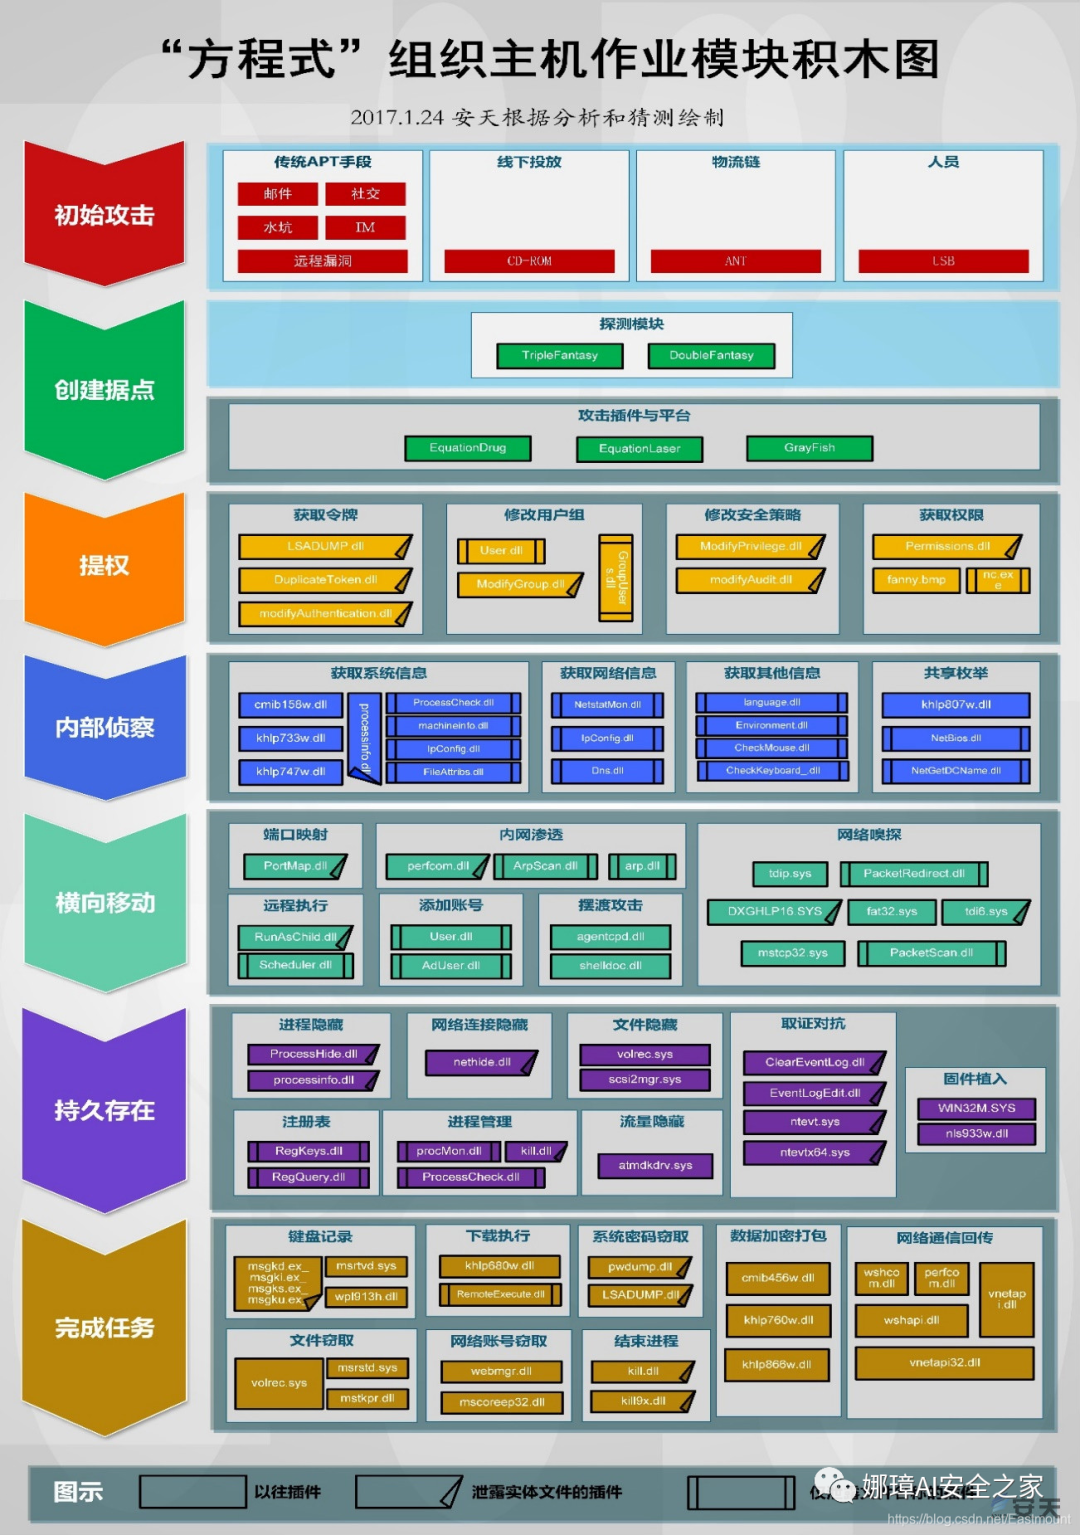 “方程式”组织主机作业模块积木图
2017.1.24 安天根据分析和猜测绘制
初始攻击
传统APT手段
邮件
社交
水坑
IM
远程漏洞
线下投放
CD-ROM
物流链
ANT
人员
USB
创建据点
探测模块
TripleFantasy
DoubleFantasy
攻击插件与平台
EquationDrug
EquationLaser
GrayFish
提权
获取令牌
LSADUMP.dll
DuplicateToken.dll
modifyAuthentication.dll
修改用户组
User.dll
ModifyGroup.dll
GroupUser
s.dll
修改安全策略
ModifyPrivilege.dll
modifyAudit.dll
获取权限
Permissions.dll
fanny.bmp
nc.ex
e
内部侦察
获取系统信息
cmib158w.dll
khlp733w.dll
khlp747w.dll
processinfo.dll
ProcessCheck.dll
machineinfo.dll
IpConfig.dll
FileAttribs.dll
获取网络信息
NetstatMon.dll
IpConfig.dll
Dns.dll
获取其他信息
language.dll
Environment.dll
CheckMouse.dll
CheckKeyboard_.dll
共享枚举
khlp807w.dll
NetBios.dll
NetGetDCName.dll
横向移动
端口映射
PortMap.dll
内网渗透
perfcom.dll
ArpScan.dll
arp.dll
网络嗅探
tdip.sys
PacketRedirect.dll
DXGHLP16.SYS
fat32.sys
tdi6.sys
mstcp32.sys
PacketScan.dll
远程执行
RunAsChild.dll
Scheduler.dll
添加账号
User.dll
AdUser.dll
摆渡攻击
agentcpd.dll
shelldoc.dll
持久存在
进程隐藏
ProcessHide.dll
processinfo.dll
网络连接隐藏
nethide.dll
文件隐藏
volrec.sys
scsi2mgr.sys
取证对抗
ClearEventLog.dll
EventLogEdit.dll
ntevt.sys
ntevtx64.sys
固件植入
WIN32M.SYS
nls933w.dll
注册表
RegKeys.dll
RegQuery.dll
进程管理
procMon.dll
kill.dll
ProcessCheck.dll
流量隐藏
atmdkdrv.sys
完成任务
键盘记录
msgkd.ex_
msgki.ex_
msgks.ex_
msgku.ex_
msrtvd.sys
wpl913h.dll
下载执行
khlp680w.dll
RemoteExecute.dll
系统密码窃取
pwdump.dll
LSADUMP.dll
数据加密打包
cmib456w.dll
khlp760w.dll
khlp866w.dll
网络通信回传
wshco
m.dll
perfco
m.dll
vnetap
i.dll
wshapi.dll
vnetapi32.dll
文件窃取
volrec.sys
msrstd.sys
mstkpr.dll
网络账号窃取
webmgr.dll
mscoreep32.dll
结束进程
kill.dll
kill9x.dll
图示
以往插件
泄露实体文件的插件
娜璋AI安全之家
安天
https://blog.csdn.net/Eastmount